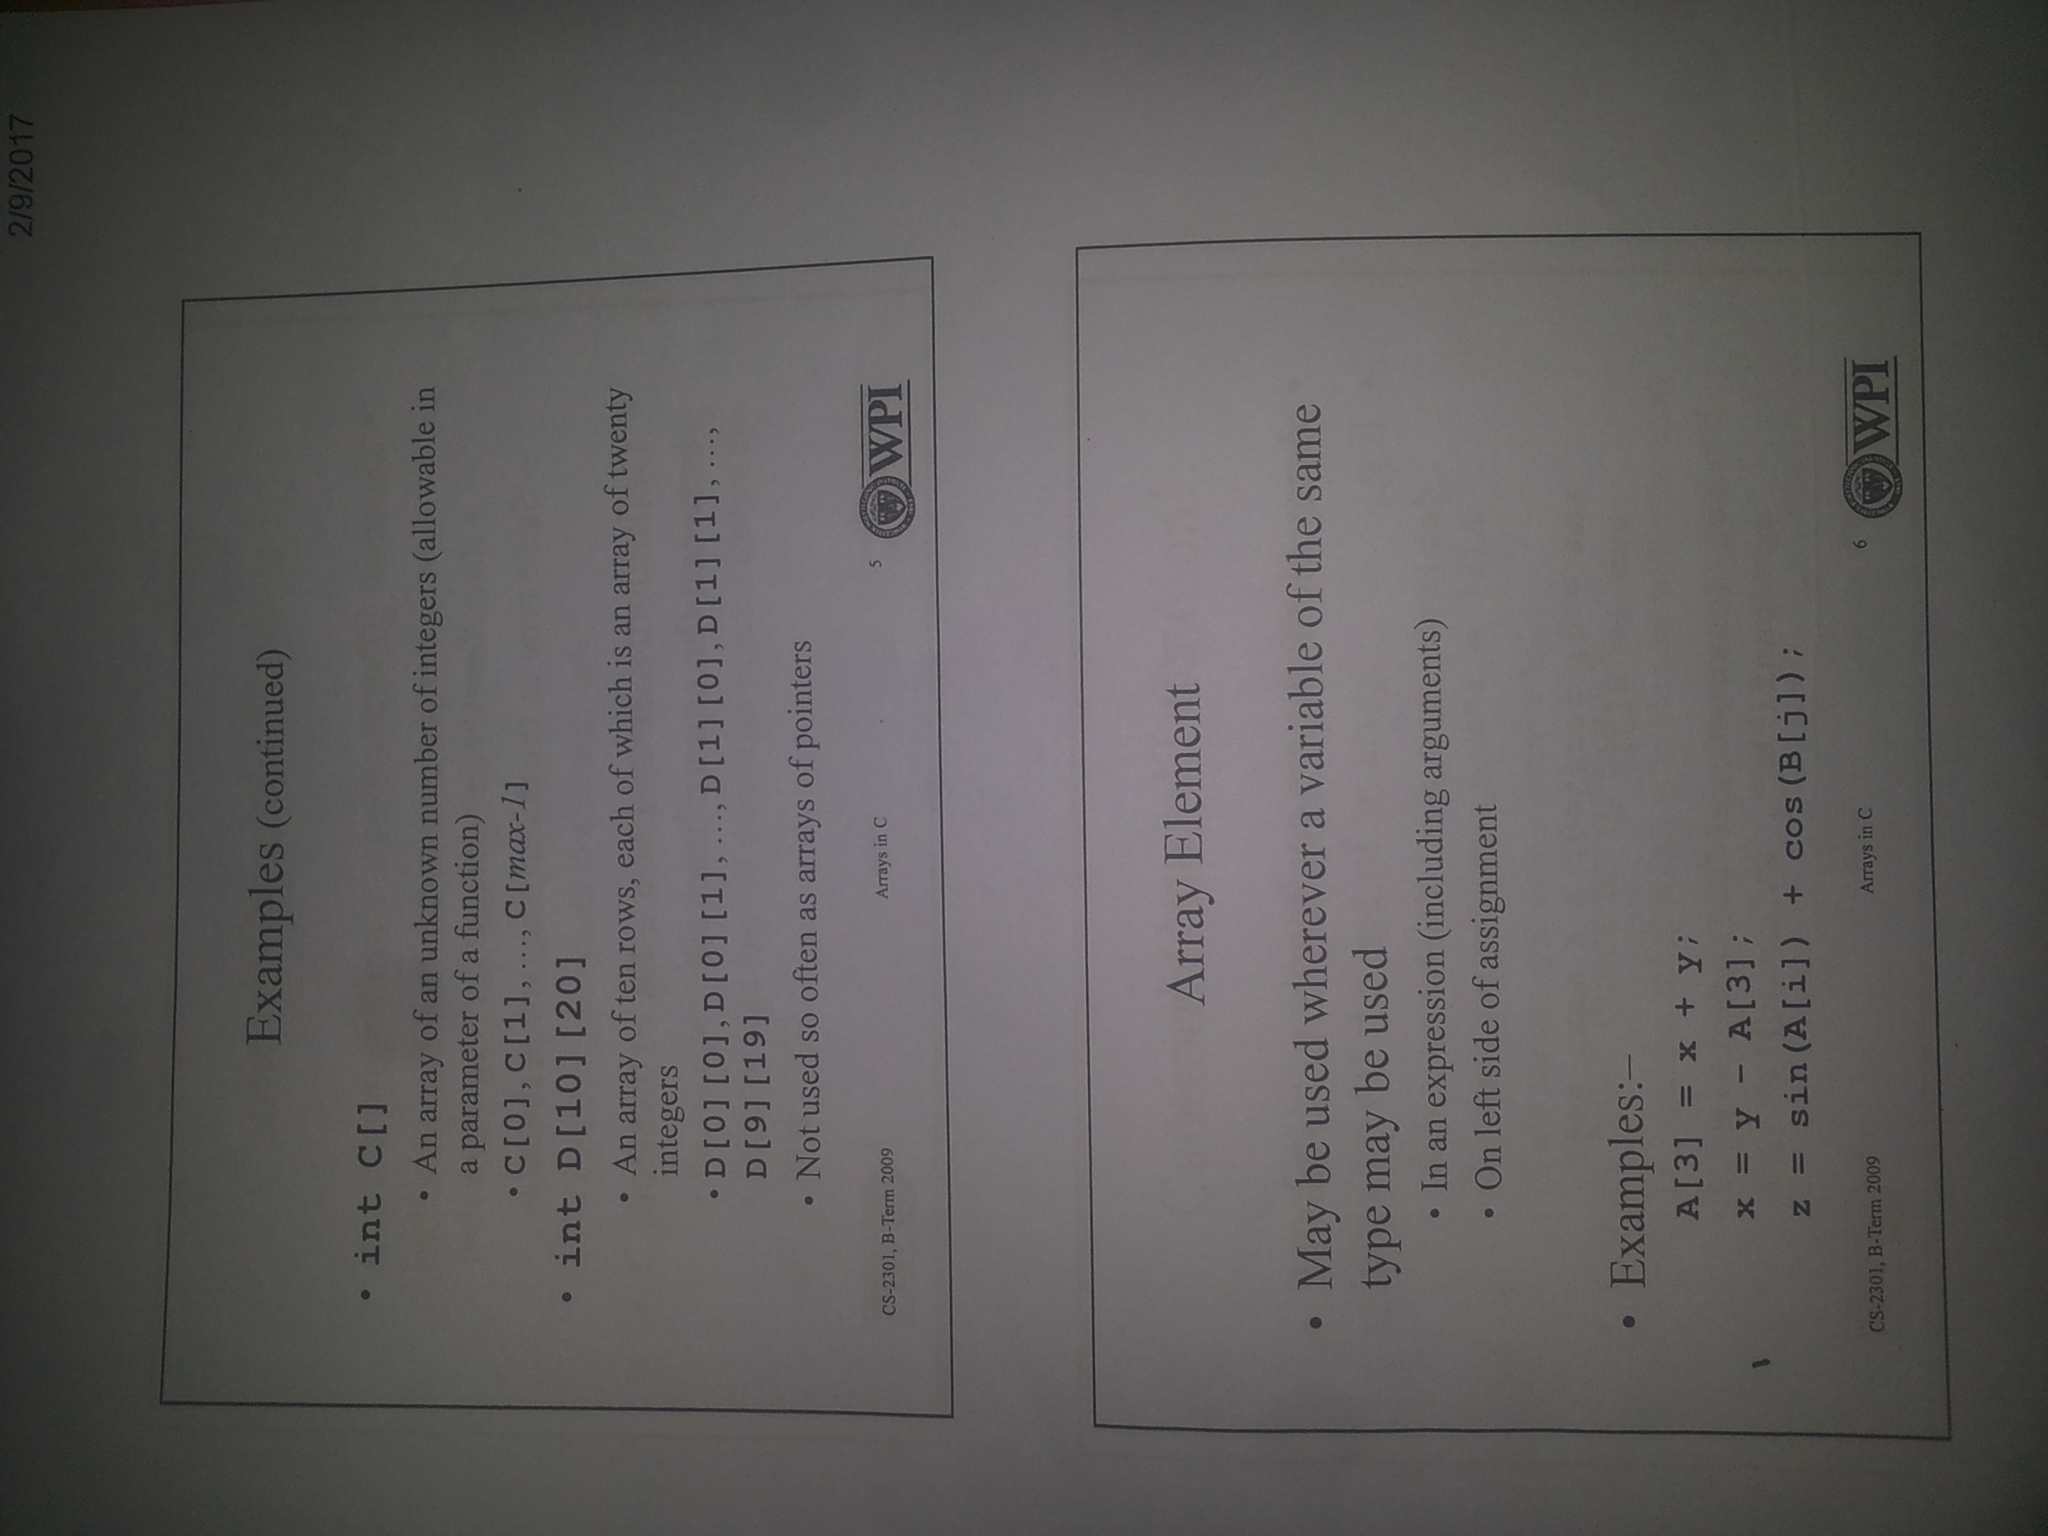 2/9/2017
Examples (continued)
• int C[]
• An array of an unknown number of integers (allowable in
a parameter of a function)
• C[0], C[1], …, C[max-1]
• int D[10][20]
• An array of ten rows, each of which is an array of twenty
integers
• D[0][0], D[0][1], …, D[1][0], D[1][1], …,
D[9][19]
• Not used so often as arrays of pointers
CS-2301, B-Term 2009 Arrays in C 5 WPI
Array Element
• May be used wherever a variable of the same
type may be used
• In an expression (including arguments)
• On left side of assignment
• Examples:–
A[3] = x + y;
x = y - A[3];
z = sin(A[i]) + cos(B[j]);
CS-2301, B-Term 2009 Arrays in C 6 WPI